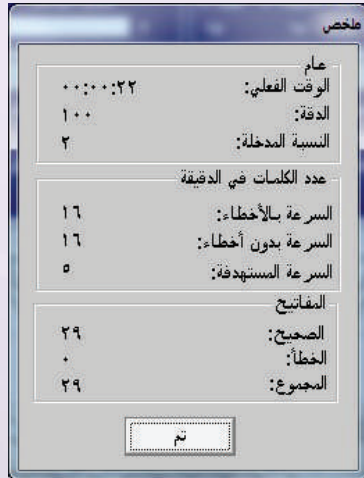 ملخص
عام
الوقت الفعلي: ٠٠:٠٠:٢٢
الدقة: ١٠٠
النسبة المدخلة: ٢
عدد الكلمات في الدقيقة
السرعة بالأخطاء: ١٦
السرعة بدون أخطاء: ١٦
السرعة المستهدفة: ٥
المفاتيح
الصحيح: ٢٩
الخطأ: ٠
المجموع: ٢٩
تم